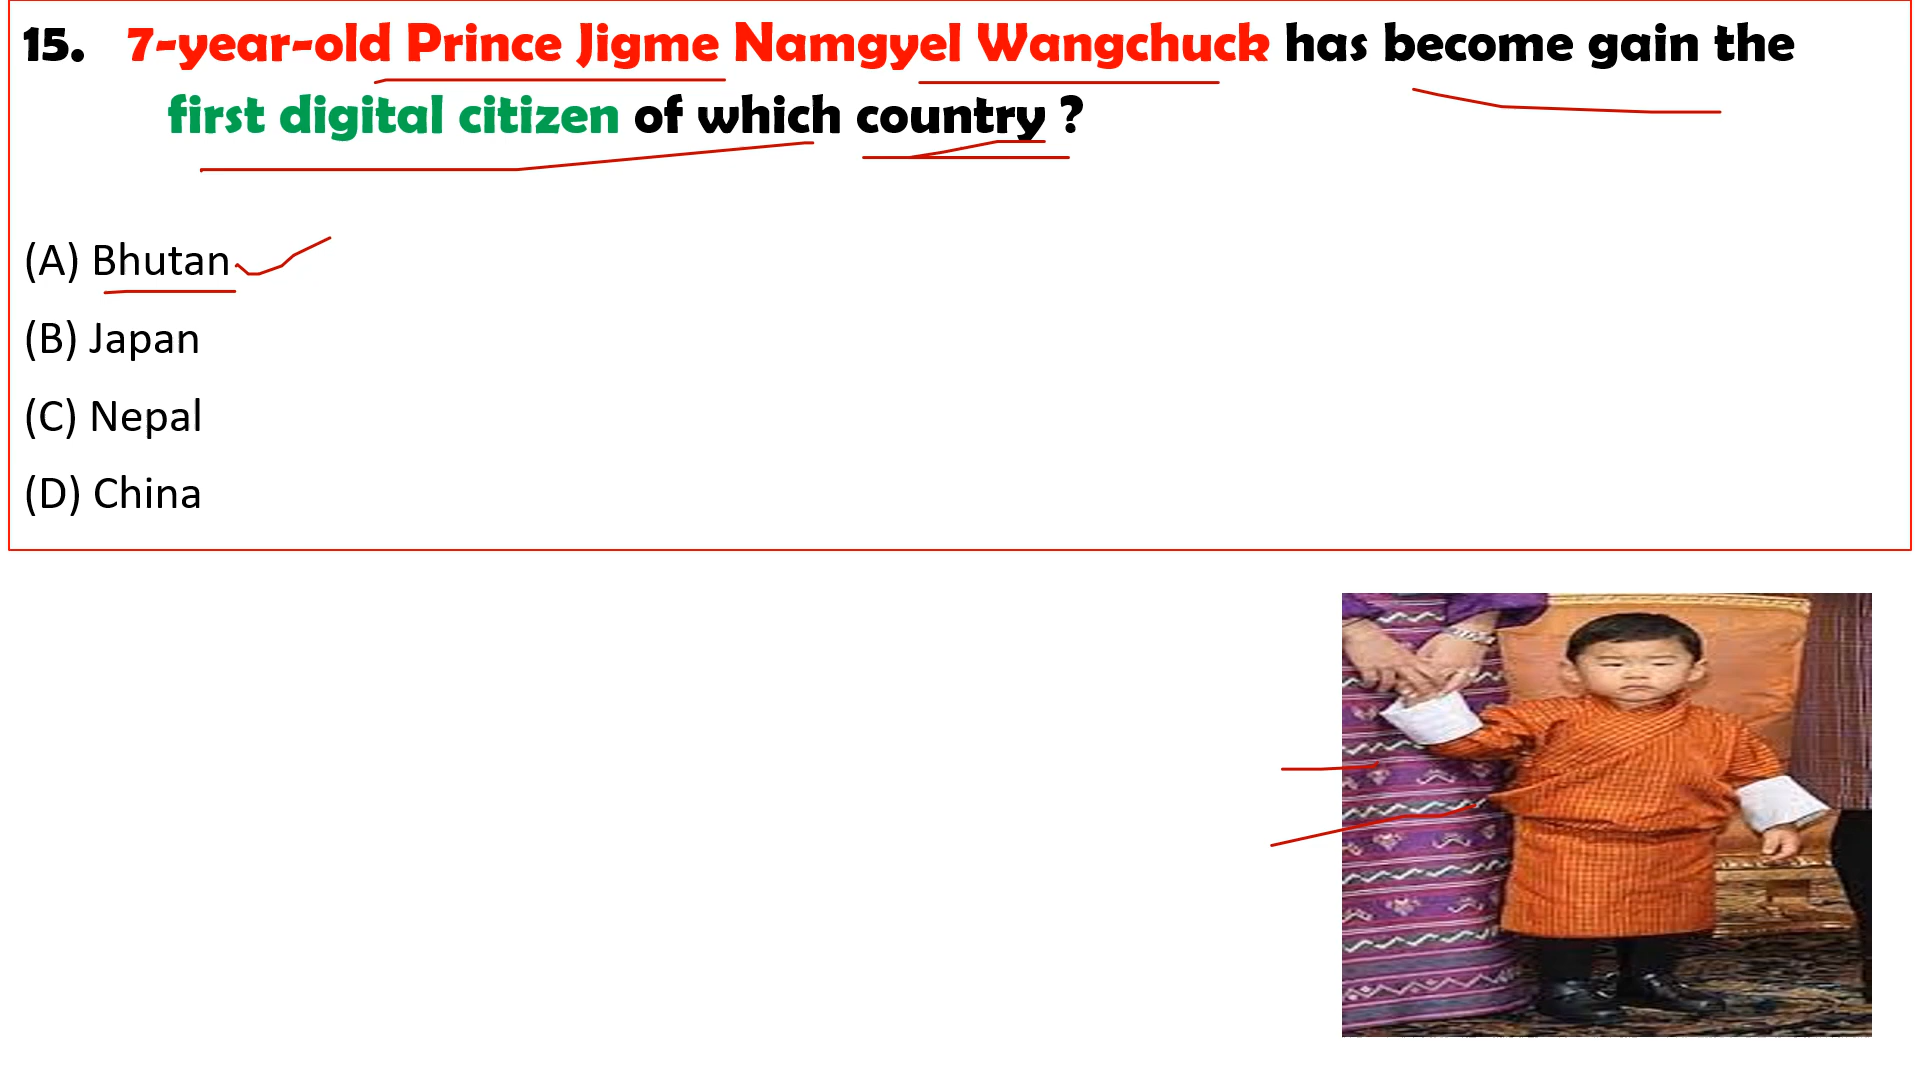 15. 7-year-old Prince Jigme Namgyel Wangchuck has become gain the
first digital citizen of which country ?
(A) Bhutan
(B) Japan
(C) Nepal
(D) China